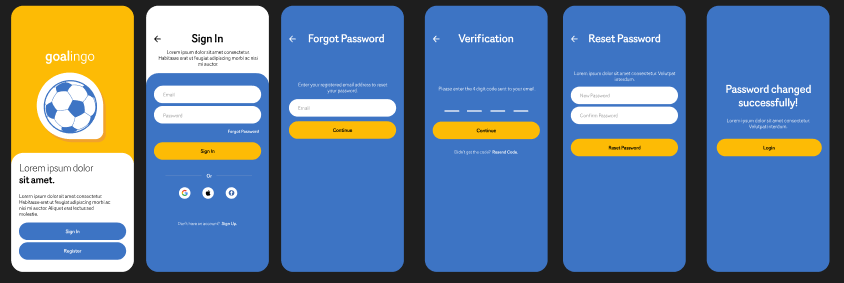 goalingo
Lorem ipsum dolor
sit amet.
Lorem ipsum dolor sit amet consectetur.
Habitasse erat ut feugiat adipiscing morbi ac
nisi mi auctor. Aliquet erat lectus sed
molestie.
Sign In
Register
Sign In
Lorem ipsum dolor sit amet consectetur.
Habitasse erat ut feugiat adipiscing morbi ac nisi
mi auctor
Email
Password
Forgot Password
Sign In
Or
Don't have an account? Sign Up.
Forgot Password
Enter your registered email address to reset
your password.
Email
Continue
Verification
Please enter the 4 digit code sent to your email.
Continue
Didn't get the code? Resend Code.
Reset Password
Lorem ipsum dolor sit amet consectetur. Volutpat
interdum.
New Password
Confirm Password
Reset Password
Password changed
successfully!
Lorem ipsum dolor sit amet consectetur.
Volutpat interdum.
Login